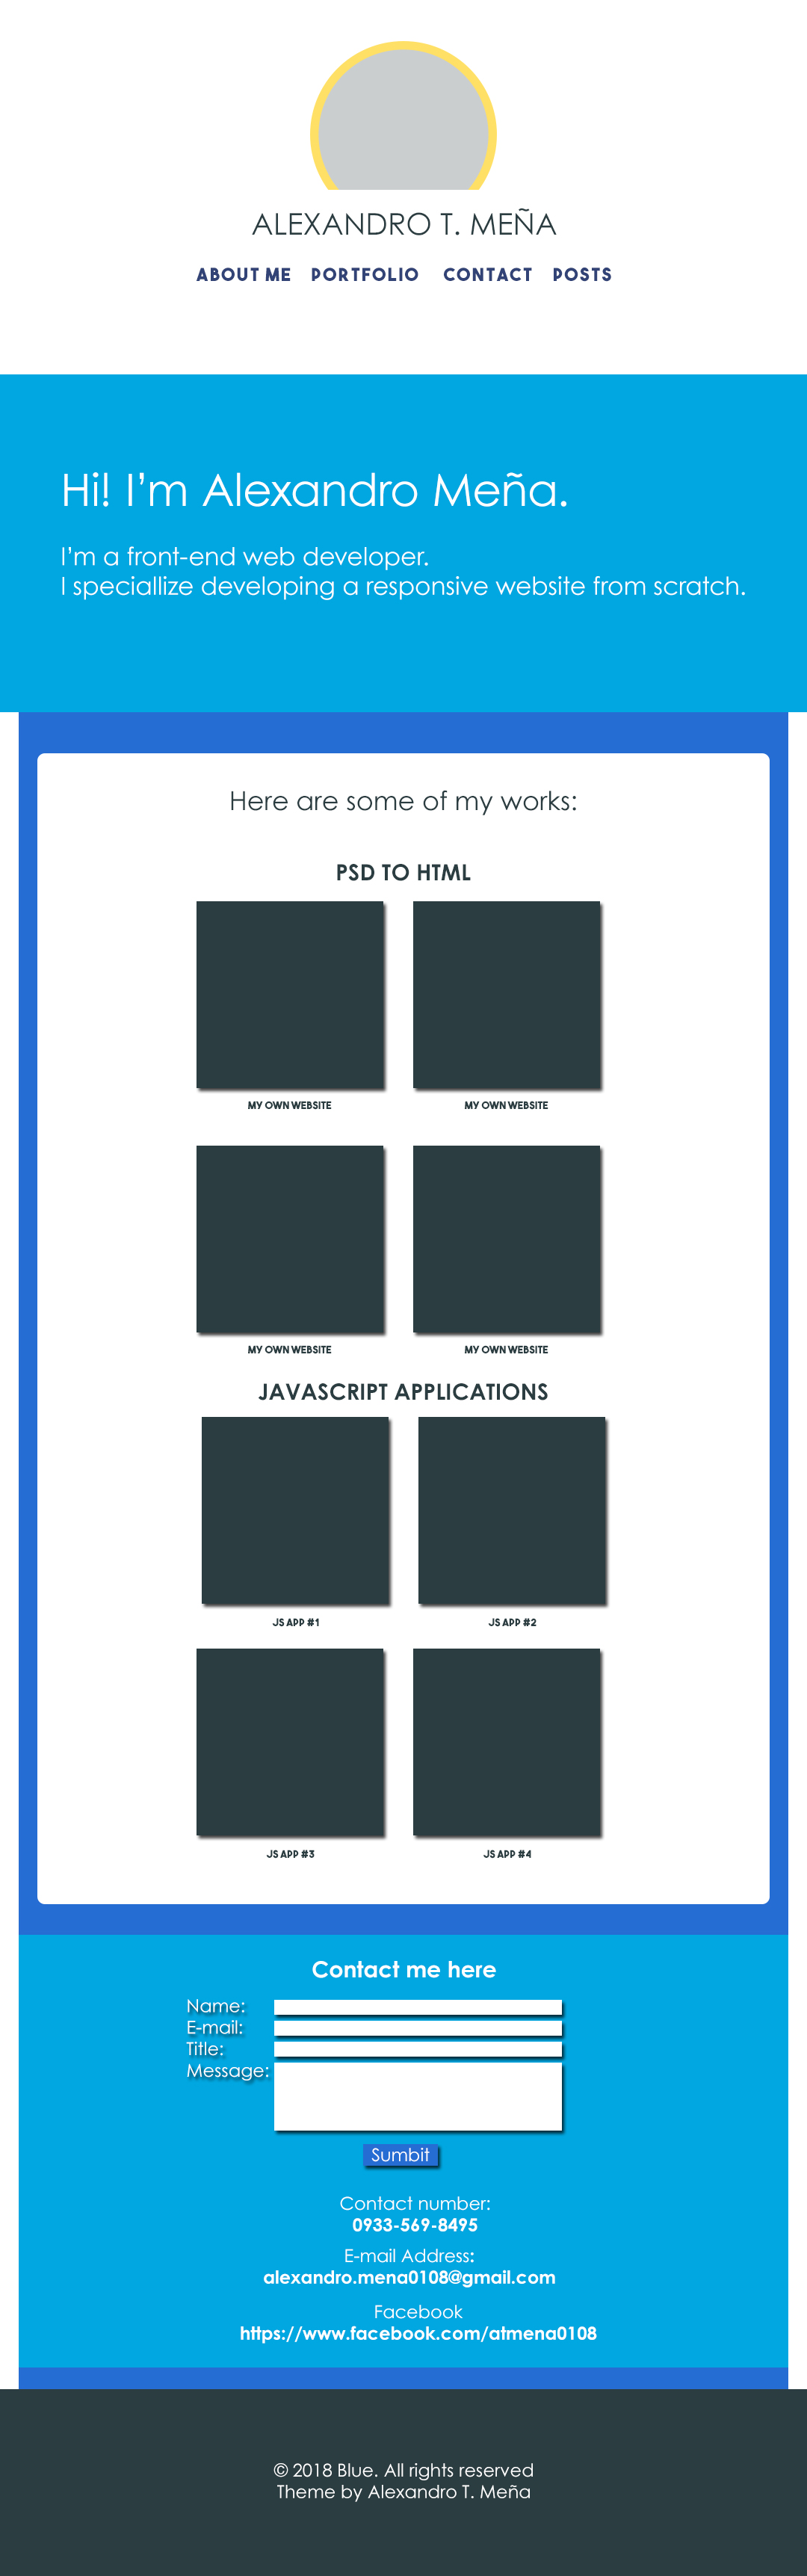 ALEXANDRO T. MEÑA
ABOUT ME PORTFOLIO CONTACT POSTS
Hi! I’m Alexandro Meña.
I’m a front-end web developer.
I speciallize developing a responsive website from scratch.
Here are some of my works:
PSD TO HTML
MY OWN WEBSITE MY OWN WEBSITE
MY OWN WEBSITE MY OWN WEBSITE
JAVASCRIPT APPLICATIONS
JS APP #1 JS APP #2
JS APP #3 JS APP #4
Contact me here
Name:
E-mail:
Title:
Message:
Sumbit
Contact number:
0933-569-8495
E-mail Address:
alexandro.mena0108@gmail.com
Facebook
https://www.facebook.com/atmena0108
© 2018 Blue. All rights reserved
Theme by Alexandro T. Meña